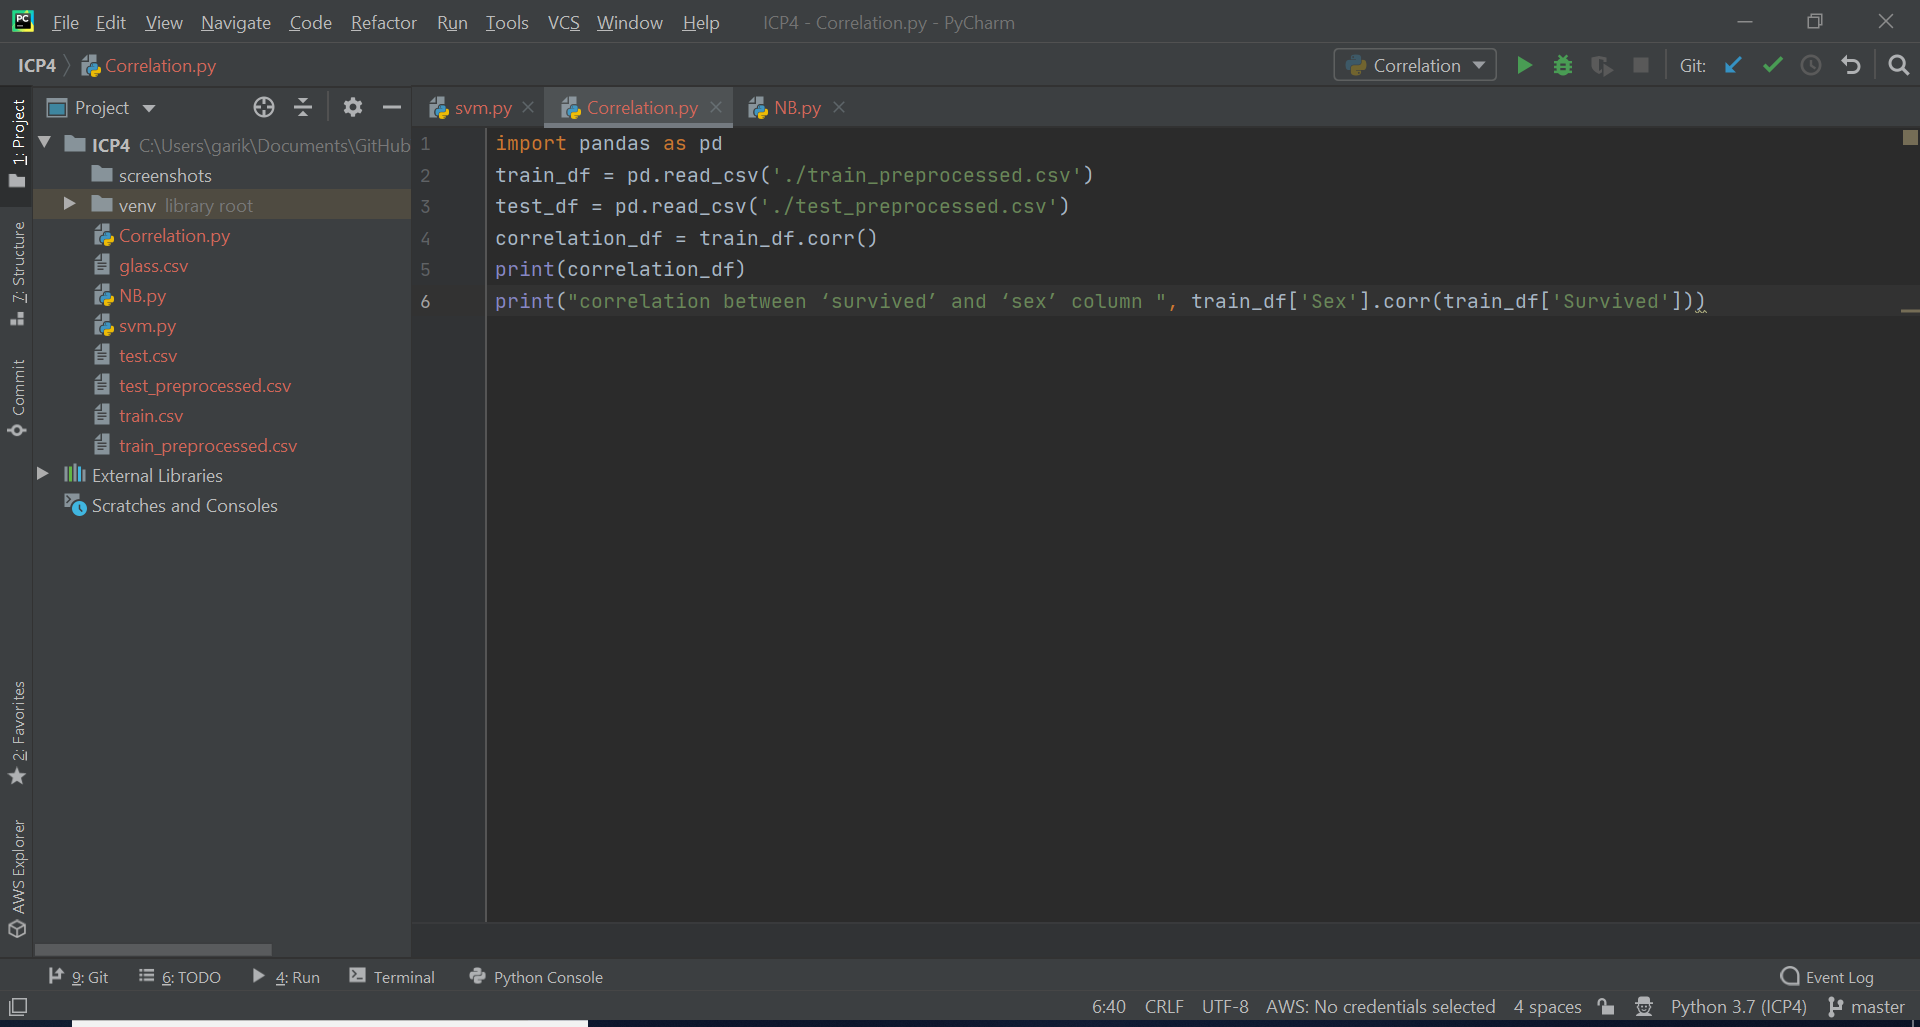 PC File Edit View Navigate Code Refactor Run Tools VCS Window Help ICP4 - Correlation.py - PyCharm
ICP4 Correlation.py Correlation Git:
Project svm.py Correlation.py NB.py
1: Project
7: Structure
Commit
2: Favorites
AWS Explorer
ICP4 C:\Users\garik\Documents\GitHub
screenshots
venv library root
Correlation.py
glass.csv
NB.py
svm.py
test.csv
test_preprocessed.csv
train.csv
train_preprocessed.csv
External Libraries
Scratches and Consoles
1 import pandas as pd
2 train_df = pd.read_csv('./train_preprocessed.csv')
3 test_df = pd.read_csv('./test_preprocessed.csv')
4 correlation_df = train_df.corr()
5 print(correlation_df)
6 print("correlation between ‘survived’ and ‘sex’ column ", train_df['Sex'].corr(train_df['Survived']))
9: Git 6: TODO 4: Run Terminal Python Console Event Log
6:40 CRLF UTF-8 AWS: No credentials selected 4 spaces Python 3.7 (ICP4) master